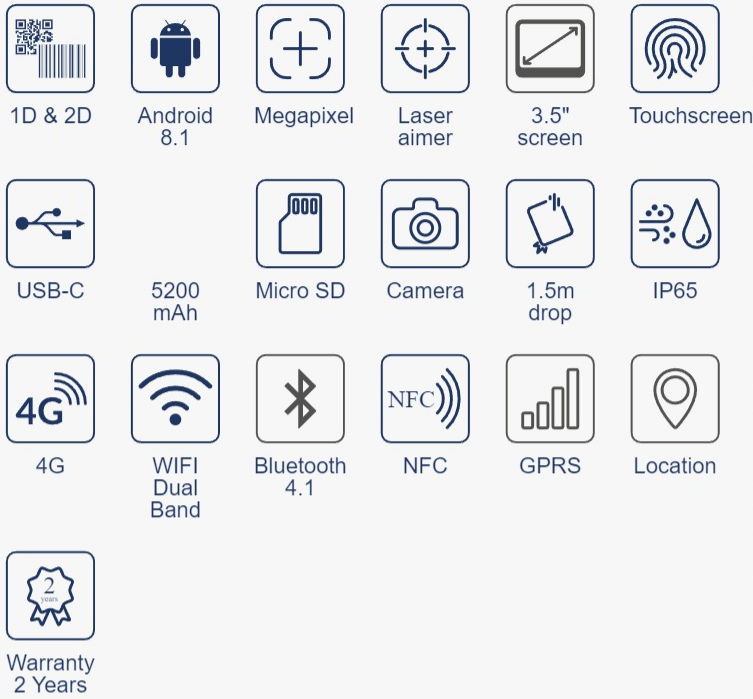 1D & 2D
Android
8.1
Megapixel
Laser
aimer
3.5"
screen
Touchscreen
USB-C
5200
mAh
Micro SD
Camera
1.5m
drop
IP65
4G
4G
WIFI
Dual
Band
Bluetooth
4.1
NFC
NFC
GPRS
Location
2
years
Warranty
2 Years